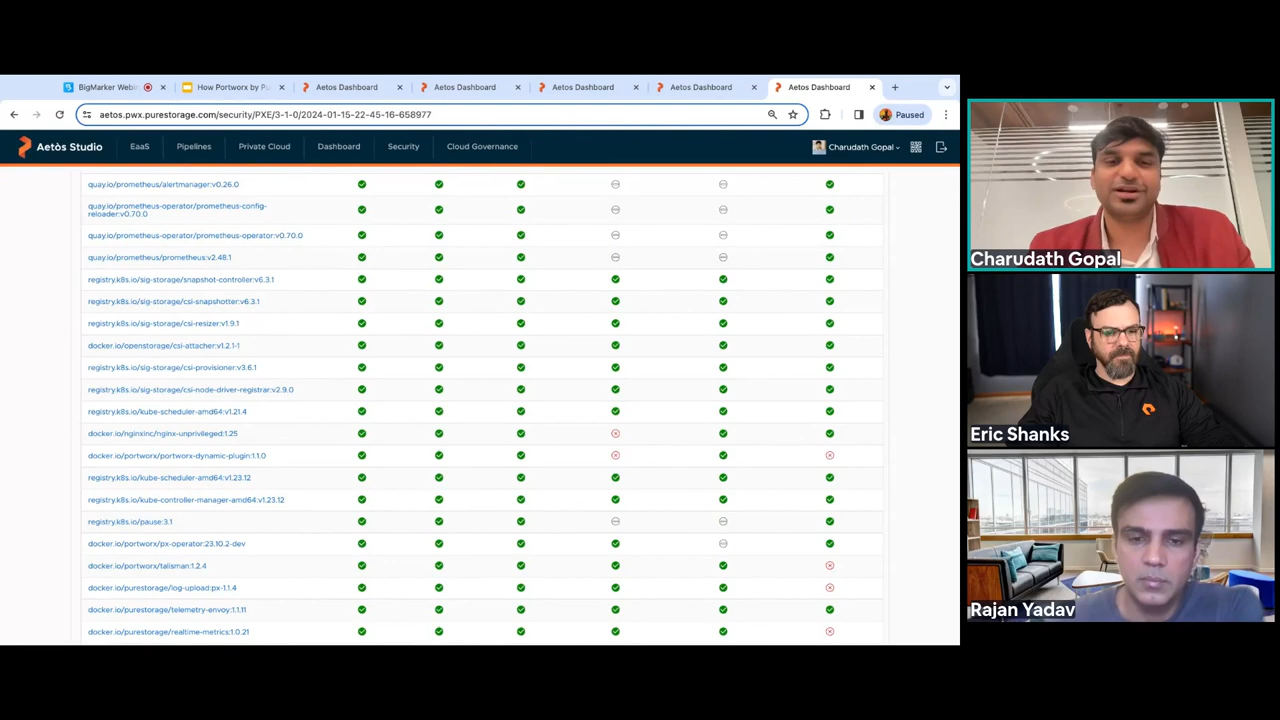 BigMarker Webin
How Portworx by Pu
Aetos Dashboard
Aetos Dashboard
Aetos Dashboard
Aetos Dashboard
Aetos Dashboard
aetos.pwx.purestorage.com/security/PXE/3-1-0/2024-01-15-22-45-16-658977
Paused
Aetòs Studio
EaaS
Pipelines
Private Cloud
Dashboard
Security
Cloud Governance
Charudath Gopal
quay.io/prometheus/alertmanager:v0.26.0
quay.io/prometheus-operator/prometheus-config-
reloader:v0.70.0
quay.io/prometheus-operator/prometheus-operator:v0.70.0
quay.io/prometheus/prometheus:v2.48.1
registry.k8s.io/sig-storage/snapshot-controller:v6.3.1
registry.k8s.io/sig-storage/csi-snapshotter:v6.3.1
registry.k8s.io/sig-storage/csi-resizer:v1.9.1
docker.io/openstorage/csi-attacher:v1.2.1-1
registry.k8s.io/sig-storage/csi-provisioner:v3.6.1
registry.k8s.io/sig-storage/csi-node-driver-registrar:v2.9.0
registry.k8s.io/kube-scheduler-amd64:v1.21.4
docker.io/nginxinc/nginx-unprivileged:1.25
docker.io/portworx/portworx-dynamic-plugin:1.1.0
registry.k8s.io/kube-scheduler-amd64:v1.23.12
registry.k8s.io/kube-controller-manager-amd64:v1.23.12
registry.k8s.io/pause:3.1
docker.io/portworx/px-operator:23.10.2-dev
docker.io/portworx/talisman:1.2.4
docker.io/purestorage/log-upload:px-1.1.4
docker.io/purestorage/telemetry-envoy:1.1.11
docker.io/purestorage/realtime-metrics:1.0.21
Charudath Gopal
Eric Shanks
Rajan Yadav